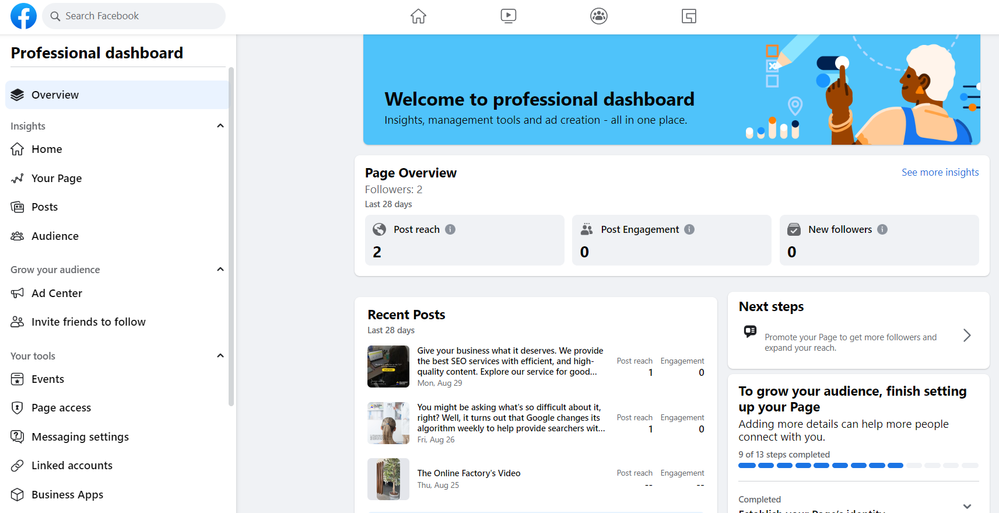 Search Facebook
Professional dashboard
Overview
Insights
Home
Your Page
Posts
Audience
Grow your audience
Ad Center
Invite friends to follow
Your tools
Events
Page access
Messaging settings
Linked accounts
Business Apps
Welcome to professional dashboard
Insights, management tools and ad creation - all in one place.
Page Overview
See more insights
Followers: 2
Last 28 days
Post reach
2
Post Engagement
0
New followers
0
Recent Posts
Last 28 days
Give your business what it deserves. We provide
the best SEO services with efficient, and high-
quality content. Explore our service for good...
Mon, Aug 29
Post reach
1
Engagement
0
You might be asking what's so difficult about it,
right? Well, it turns out that Google changes its
algorithm weekly to help provide searchers wit...
Fri, Aug 26
Post reach
1
Engagement
0
The Online Factory's Video
Thu, Aug 25
Post reach
--
Engagement
--
Next steps
Promote your Page to get more followers and
expand your reach.
To grow your audience, finish setting
up your Page
Adding more details can help more people
connect with you.
9 of 13 steps completed
Completed
Establish your Page's identity